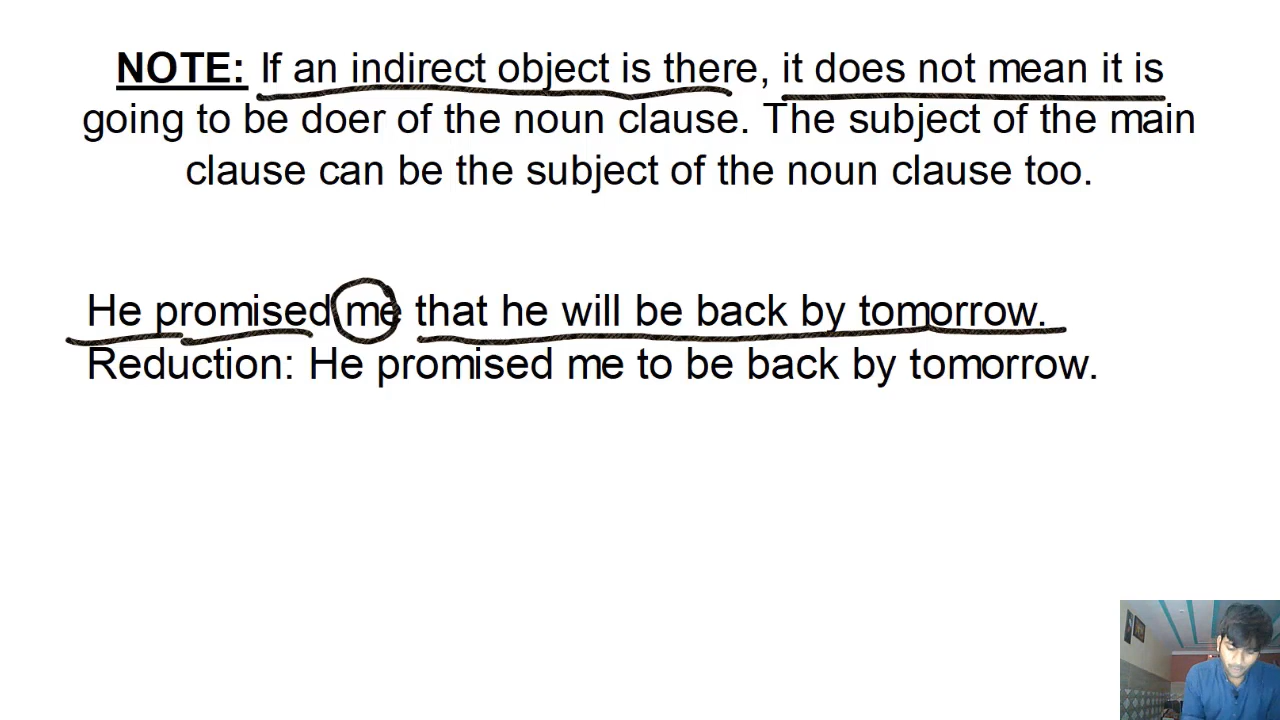 NOTE: If an indirect object is there, it does not mean it is
going to be doer of the noun clause. The subject of the main
clause can be the subject of the noun clause too.
He promised me that he will be back by tomorrow.
Reduction: He promised me to be back by tomorrow.